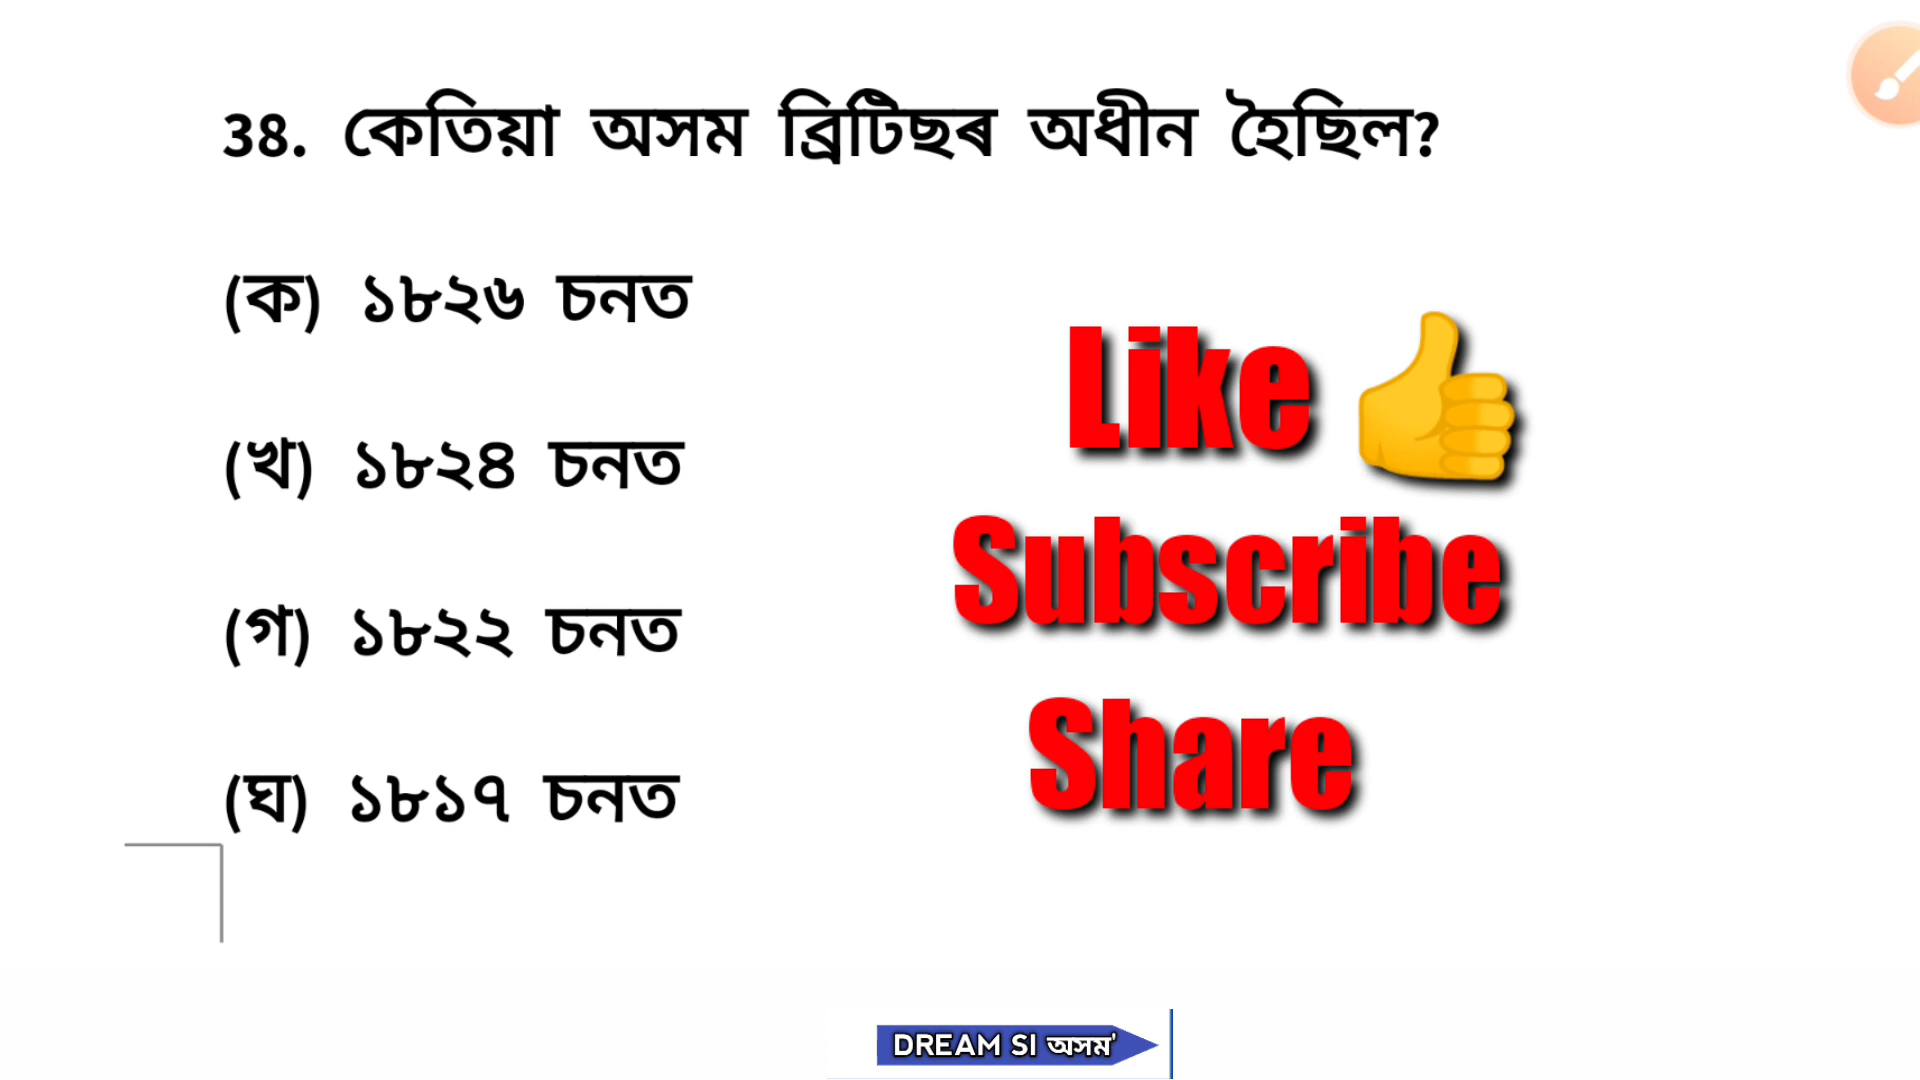 38. কেতিয়া অসম ব্ৰিটিছৰ অধীন হৈছিল?
(ক) ১৮২৬ চনত
(খ) ১৮২৪ চনত
(গ) ১৮২২ চনত
(ঘ) ১৮১৭ চনত
Like 👍
Subscribe
Share
DREAM SI অসম'